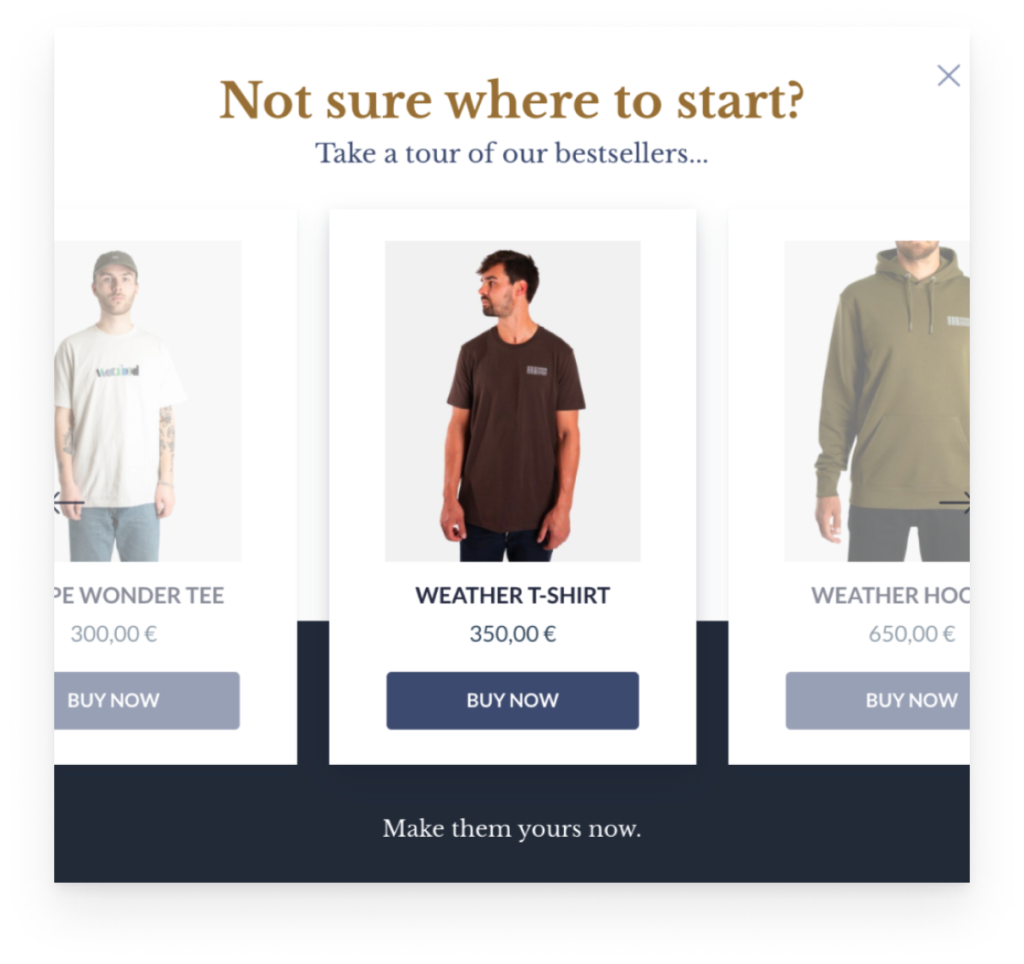 Not sure where to start?
Take a tour of our bestsellers...
Wetland
PE WONDER TEE
300,00 €
BUY NOW
WEATHER T-SHIRT
350,00 €
BUY NOW
WEATHER HOO
650,00 €
BUY NOW
Make them yours now.